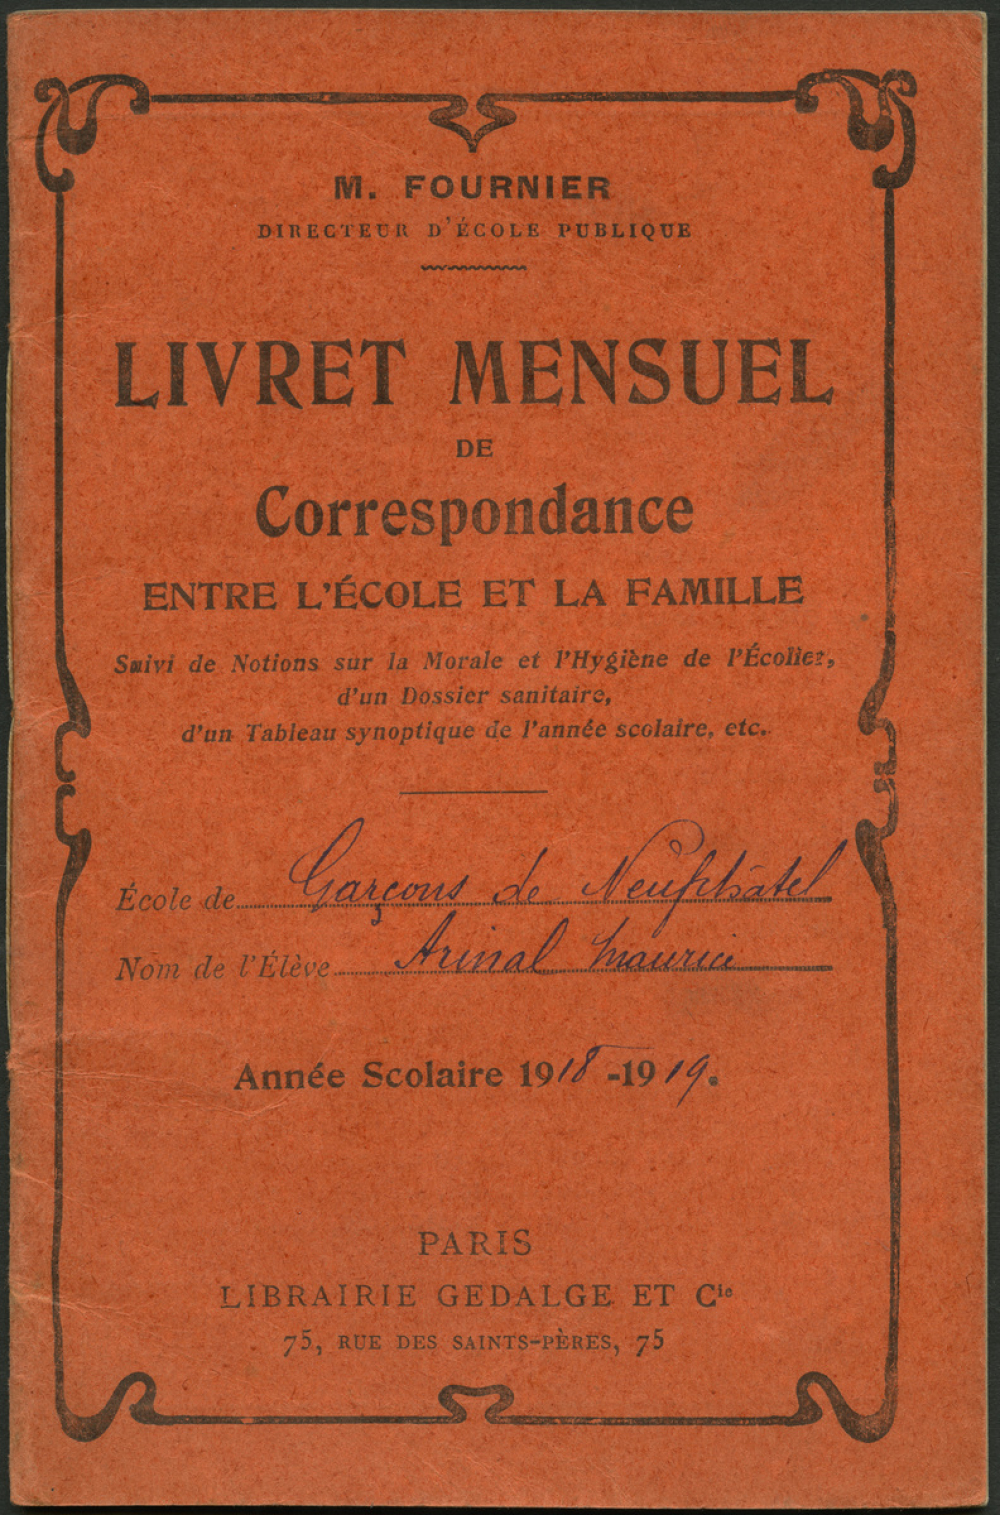 M. FOURNIER
DIRECTEUR D'ÉCOLE PUBLIQUE
LIVRET MENSUEL
DE
Correspondance
ENTRE L'ÉCOLE ET LA FAMILLE
Suivi de Notions sur la Morale et l'Hygiène de l'Écolier,
d'un Dossier sanitaire,
d'un Tableau synoptique de l'année scolaire, etc.
École de Garçons de Neufchâtel
Nom de l'Élève Arinal Maurice
Année Scolaire 1918-1919.
PARIS
LIBRAIRIE GEDALGE ET Cie
75, RUE DES SAINTS-PÈRES, 75